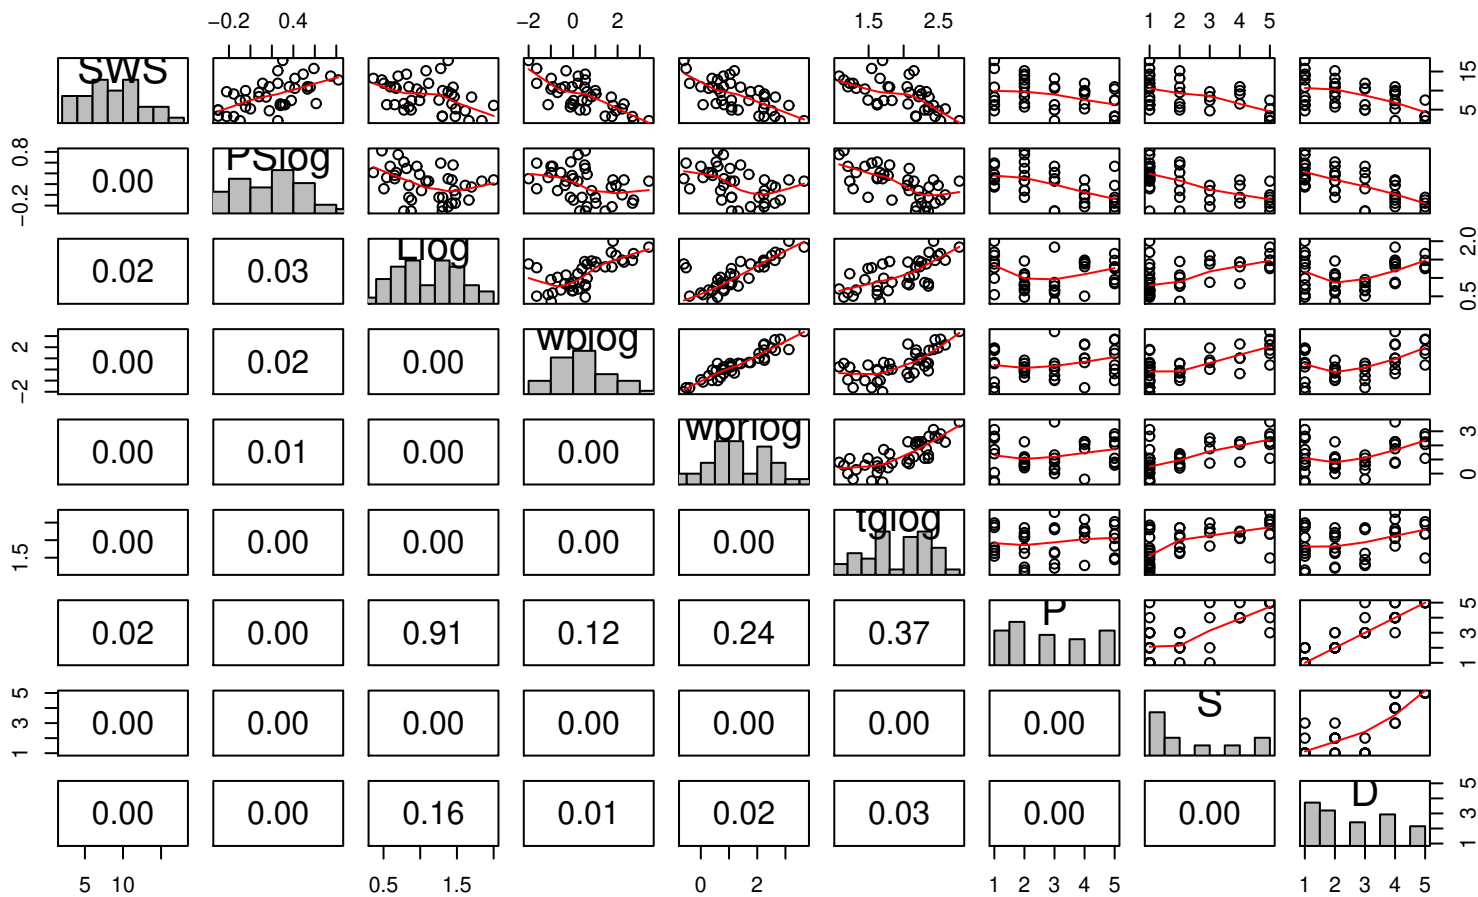 −0.2 0.4 −2 0 2 1.5 2.5 1 2 3 4 5
SWS 5 15
−0.2 0.8 0.00 PSlog
0.02 0.03 Llog 0.5 2.0
−2 2 0.00 0.02 0.00 wblog
0.00 0.01 0.00 0.00 wbrlog 0 3
1.5 0.00 0.00 0.00 0.00 0.00 tglog
0.02 0.00 0.91 0.12 0.24 0.37 P 1 3 5
1 3 5 0.00 0.00 0.00 0.00 0.00 0.00 0.00 S
0.00 0.00 0.16 0.01 0.02 0.03 0.00 0.00 D 1 3 5
5 10 0.5 1.5 0 2 1 2 3 4 5 1 2 3 4 5